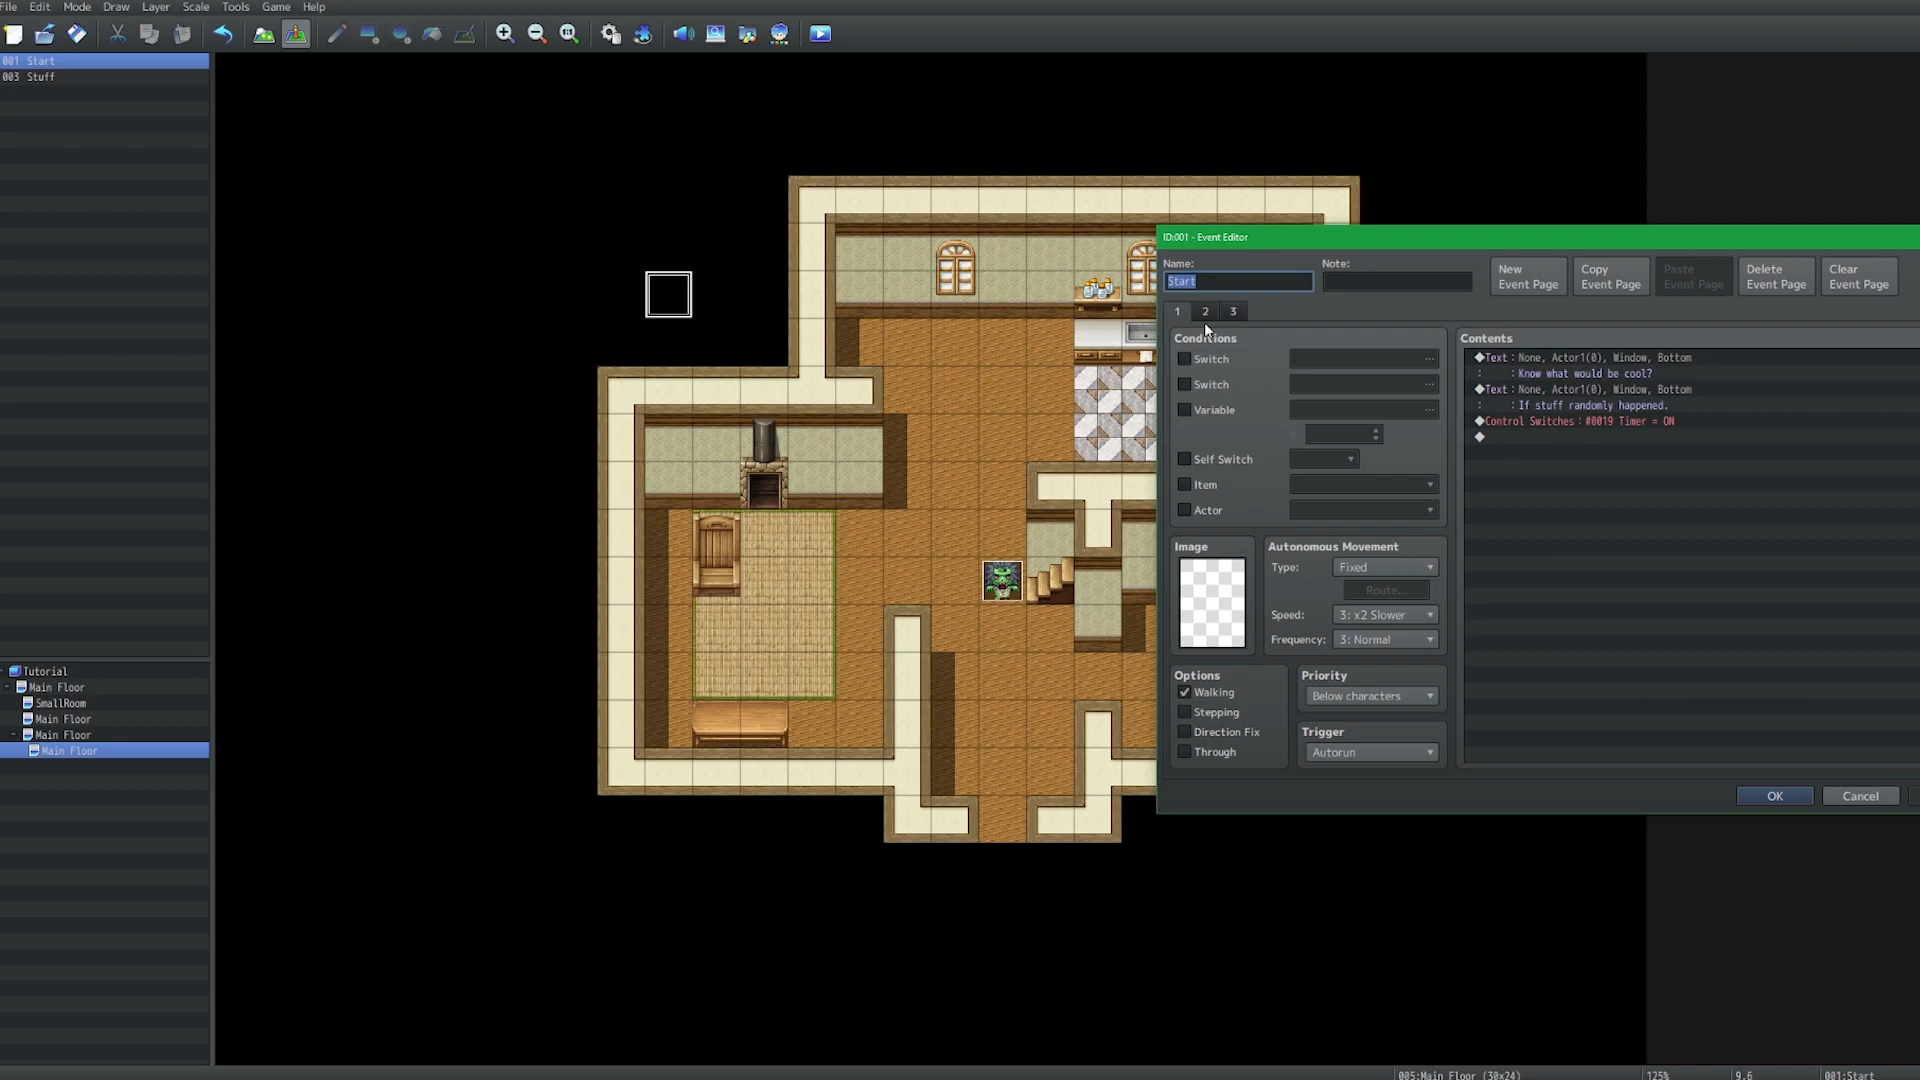 File Edit Mode Draw Layer Scale Tools Game Help
001 Start
003 Stuff
ID:001 - Event Editor
Name:
Note:
Start
New Event Page
Copy Event Page
Paste Event Page
Delete Event Page
Clear Event Page
1 2 3
Conditions
Switch
Switch
Variable
≥
Self Switch
Item
Actor
Contents
◆Text : None, Actor1(0), Window, Bottom
: : Know what would be cool?
◆Text : None, Actor1(0), Window, Bottom
: : If stuff randomly happened.
◆Control Switches : #0019 Timer = ON
◆
Image
Autonomous Movement
Type: Fixed
Route...
Speed: 3: x2 Slower
Frequency: 3: Normal
Options
Walking
Stepping
Direction Fix
Through
Priority
Below characters
Trigger
Autorun
OK
Cancel
Tutorial
Main Floor
SmallRoom
Main Floor
Main Floor
Main Floor
005:Main Floor (30x24) 125% 9.6 001:Start